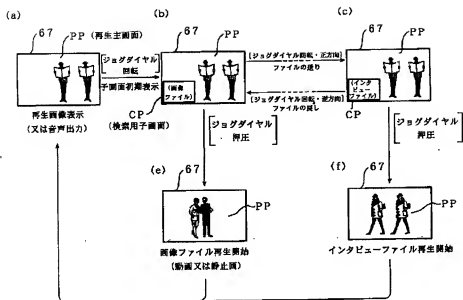 (a)
67
PP (再生主画面)
再生画像表示
(又は音声出力)
[ジョグダイヤル
回転]
子画面初期表示
(b)
67
PP
(画像
ファイル)
CP
(検索用子画面)
[ジョグダイヤル回転・正方向]
ファイルの送り
[ジョグダイヤル回転・逆方向]
ファイルの戻し
(c)
67
PP
(インタ
ビュー
ファイル)
CP
[ジョグダイヤル
押圧]
[ジョグダイヤル
押圧]
(e)
67
PP
画像ファイル再生開始
(動画又は静止画)
(f)
67
PP
インタビューファイル再生開始